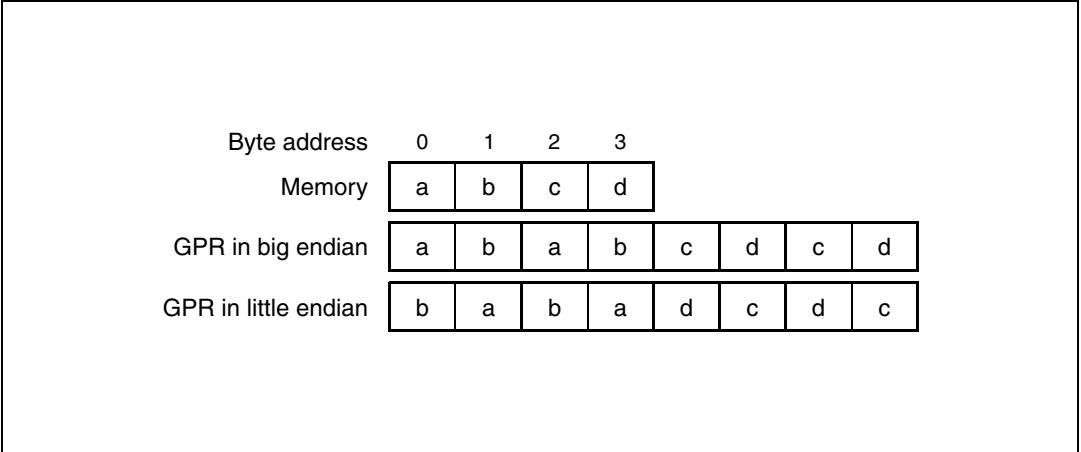 Byte address 0 1 2 3
Memory a b c d
GPR in big endian a b a b c d c d
GPR in little endian b a b a d c d c